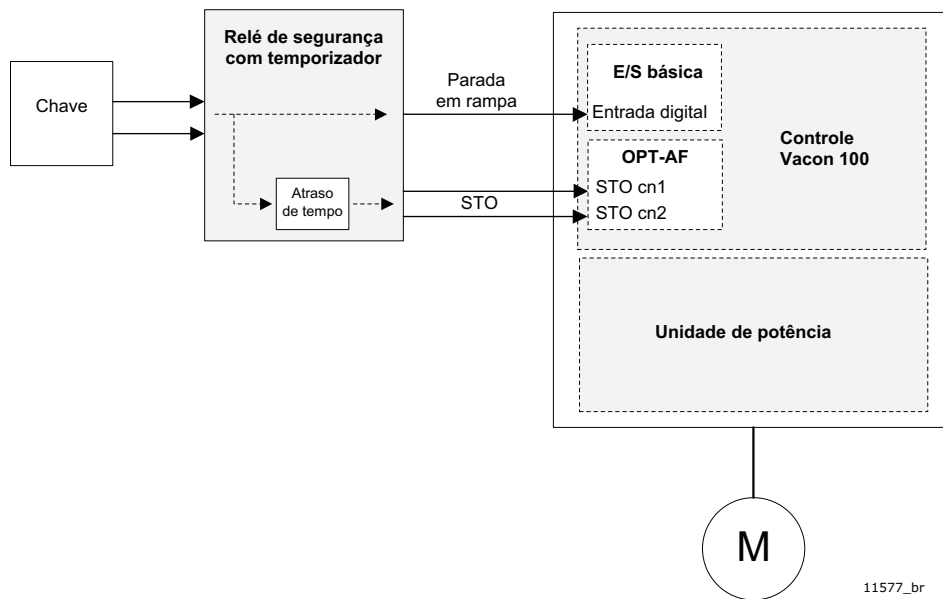 Chave
Relé de segurança
com temporizador
Atraso
de tempo
Parada
em rampa
STO
E/S básica
Entrada digital
OPT-AF
STO cn1
STO cn2
Controle
Vacon 100
Unidade de potência
M
11577_br